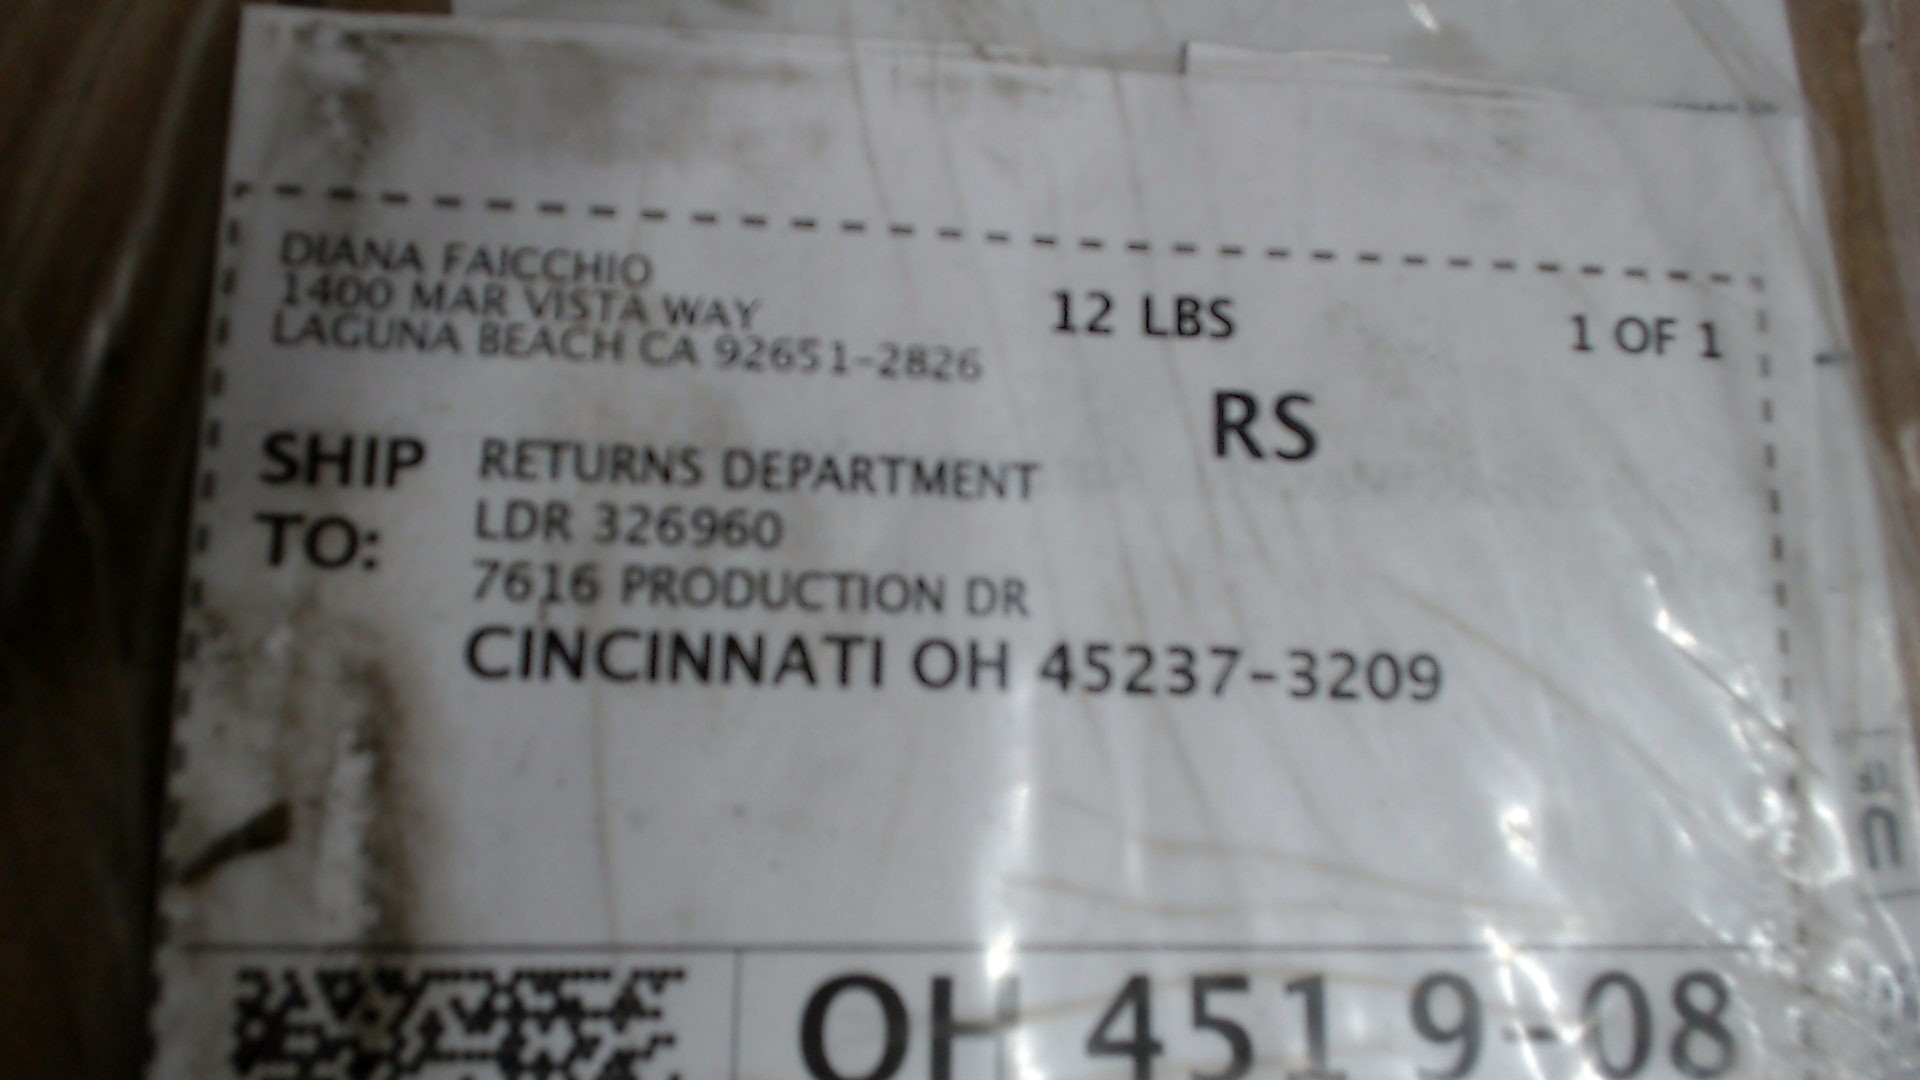 DIANA FAICCHIO
1400 MAR VISTA WAY
LAGUNA BEACH CA 92651-2826
12 LBS
1 OF 1
RS
SHIP TO:
RETURNS DEPARTMENT
LDR 326960
7616 PRODUCTION DR
CINCINNATI OH 45237-3209
OH 451 9-08